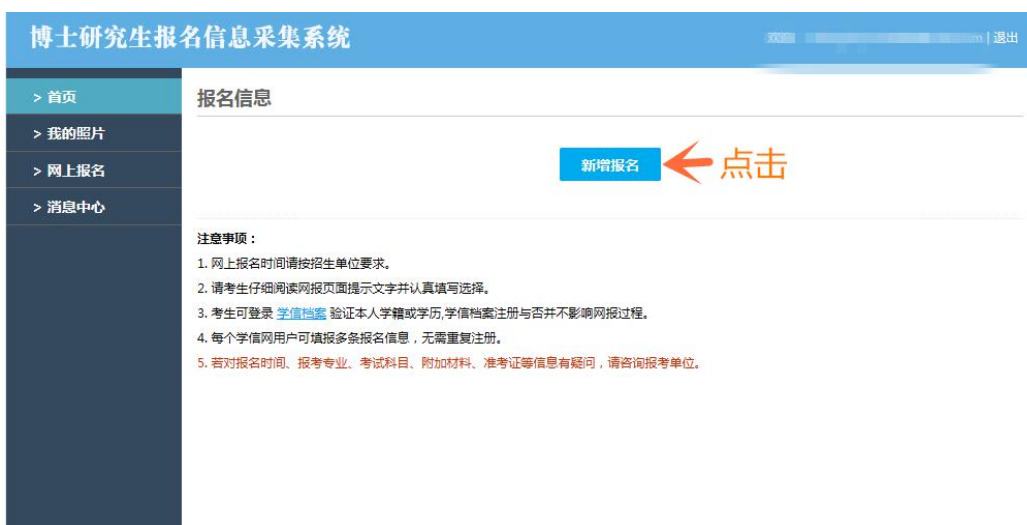 博士研究生报名信息采集系统
m | 退出
> 首页
> 我的照片
> 网上报名
> 消息中心
报名信息
新增报名
点击
注意事项：
1. 网上报名时间请按招生单位要求。
2. 请考生仔细阅读网报页面提示文字并认真填写选择。
3. 考生可登录 学信档案 验证本人学籍或学历,学信档案注册与否并不影响网报过程。
4. 每个学信网用户可填报多条报名信息，无需重复注册。
5. 若对报名时间、报考专业、考试科目、附加材料、准考证等信息有疑问，请咨询报考单位。